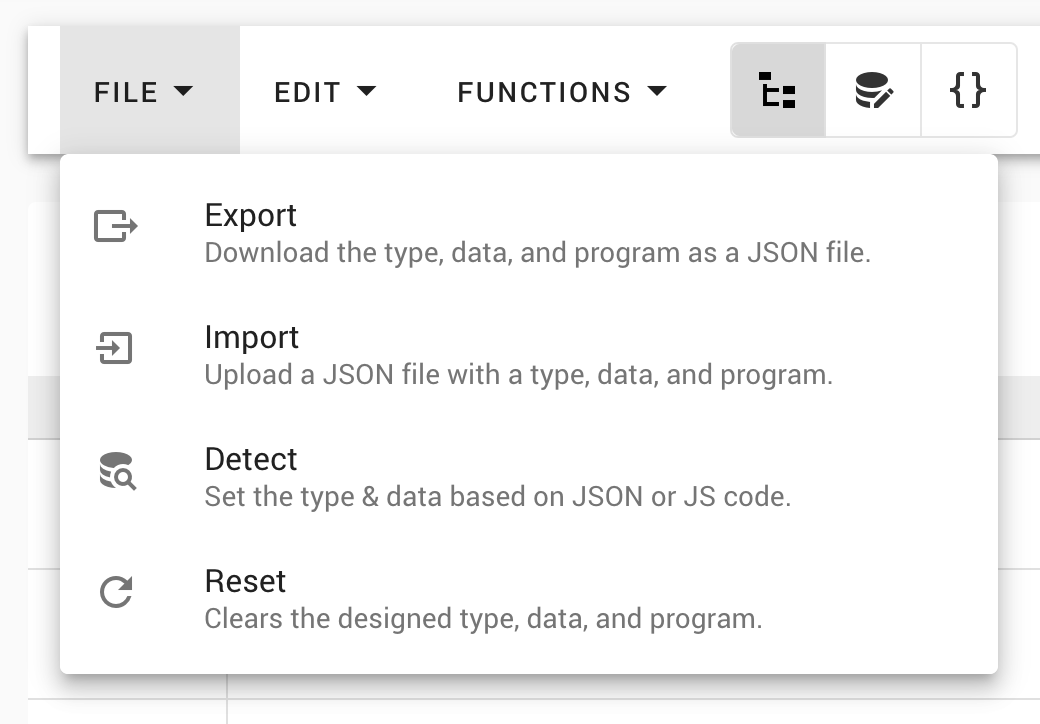 FILE EDIT FUNCTIONS {}
Export
Download the type, data, and program as a JSON file.
Import
Upload a JSON file with a type, data, and program.
Detect
Set the type & data based on JSON or JS code.
Reset
Clears the designed type, data, and program.